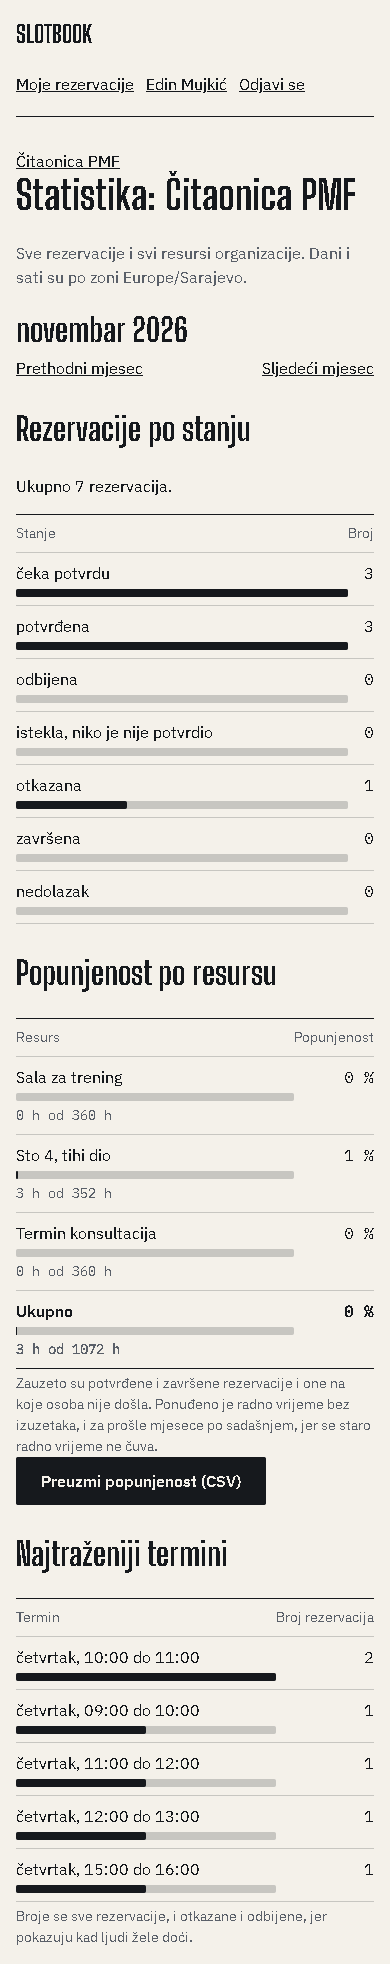 SLOTBOOK
Moje rezervacije Edin Mujkić Odjavi se
Čitaonica PMF
Statistika: Čitaonica PMF
Sve rezervacije i svi resursi organizacije. Dani i
sati su po zoni Europe/Sarajevo.
novembar 2026
Prethodni mjesec Sljedeći mjesec
Rezervacije po stanju
Ukupno 7 rezervacija.
Stanje Broj
čeka potvrdu 3
potvrđena 3
odbijena 0
istekla, niko je nije potvrdio 0
otkazana 1
završena 0
nedolazak 0
Popunjenost po resursu
Resurs Popunjenost
Sala za trening 0 %
0 h od 360 h
Sto 4, tihi dio 1 %
3 h od 352 h
Termin konsultacija 0 %
0 h od 360 h
Ukupno 0 %
3 h od 1072 h
Zauzeto su potvrđene i završene rezervacije i one na
koje osoba nije došla. Ponuđeno je radno vrijeme bez
izuzetaka, i za prošle mjesece po sadašnjem, jer se staro
radno vrijeme ne čuva.
Preuzmi popunjenost (CSV)
Najtraženiji termini
Termin Broj rezervacija
četvrtak, 10:00 do 11:00 2
četvrtak, 09:00 do 10:00 1
četvrtak, 11:00 do 12:00 1
četvrtak, 12:00 do 13:00 1
četvrtak, 15:00 do 16:00 1
Broje se sve rezervacije, i otkazane i odbijene, jer
pokazuju kad ljudi žele doći.